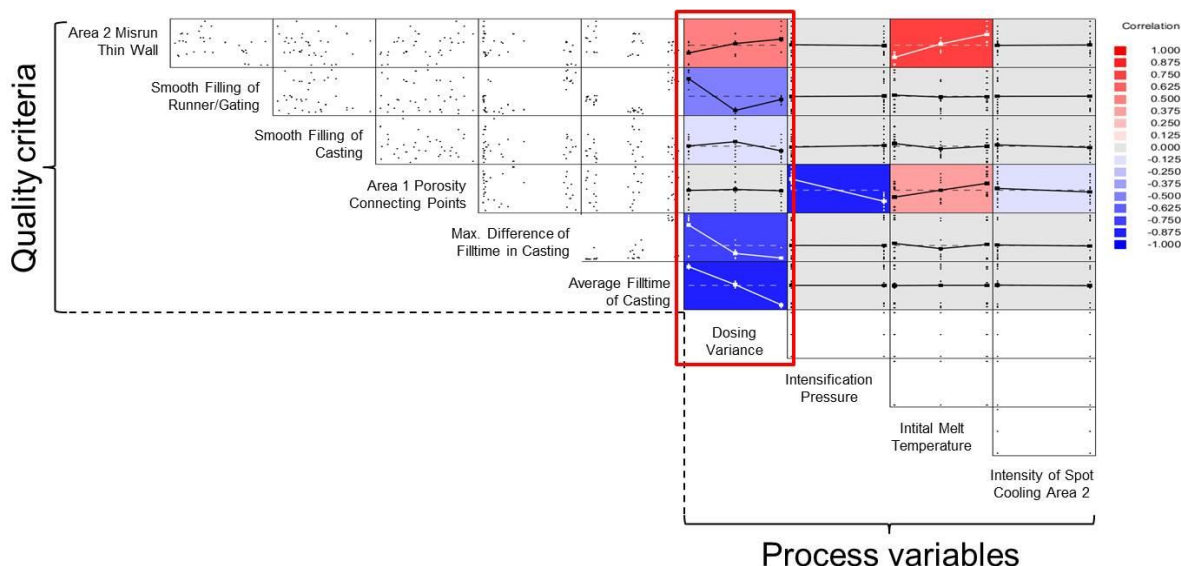 Area 2 Misrun
Thin Wall
Smooth Filling of
Runner/Gating
Smooth Filling of
Casting
Area 1 Porosity
Connecting Points
Max. Difference of
Filltime in Casting
Average Filltime
of Casting
Dosing
Variance
Intensification
Pressure
Intital Melt
Temperature
Intensity of Spot
Cooling Area 2
Quality criteria
Process variables
Correlation
1.000
0.875
0.750
0.625
0.500
0.375
0.250
0.125
0.000
-0.125
-0.250
-0.375
-0.500
-0.625
-0.750
-0.875
-1.000